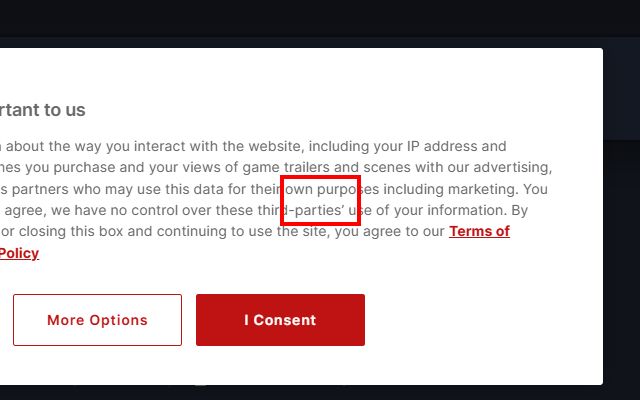 rtant to us
about the way you interact with the website, including your IP address and
nes you purchase and your views of game trailers and scenes with our advertising,
s partners who may use this data for their own purposes including marketing. You
agree, we have no control over these third-parties’ use of your information. By
or closing this box and continuing to use the site, you agree to our Terms of
Policy
More Options
I Consent